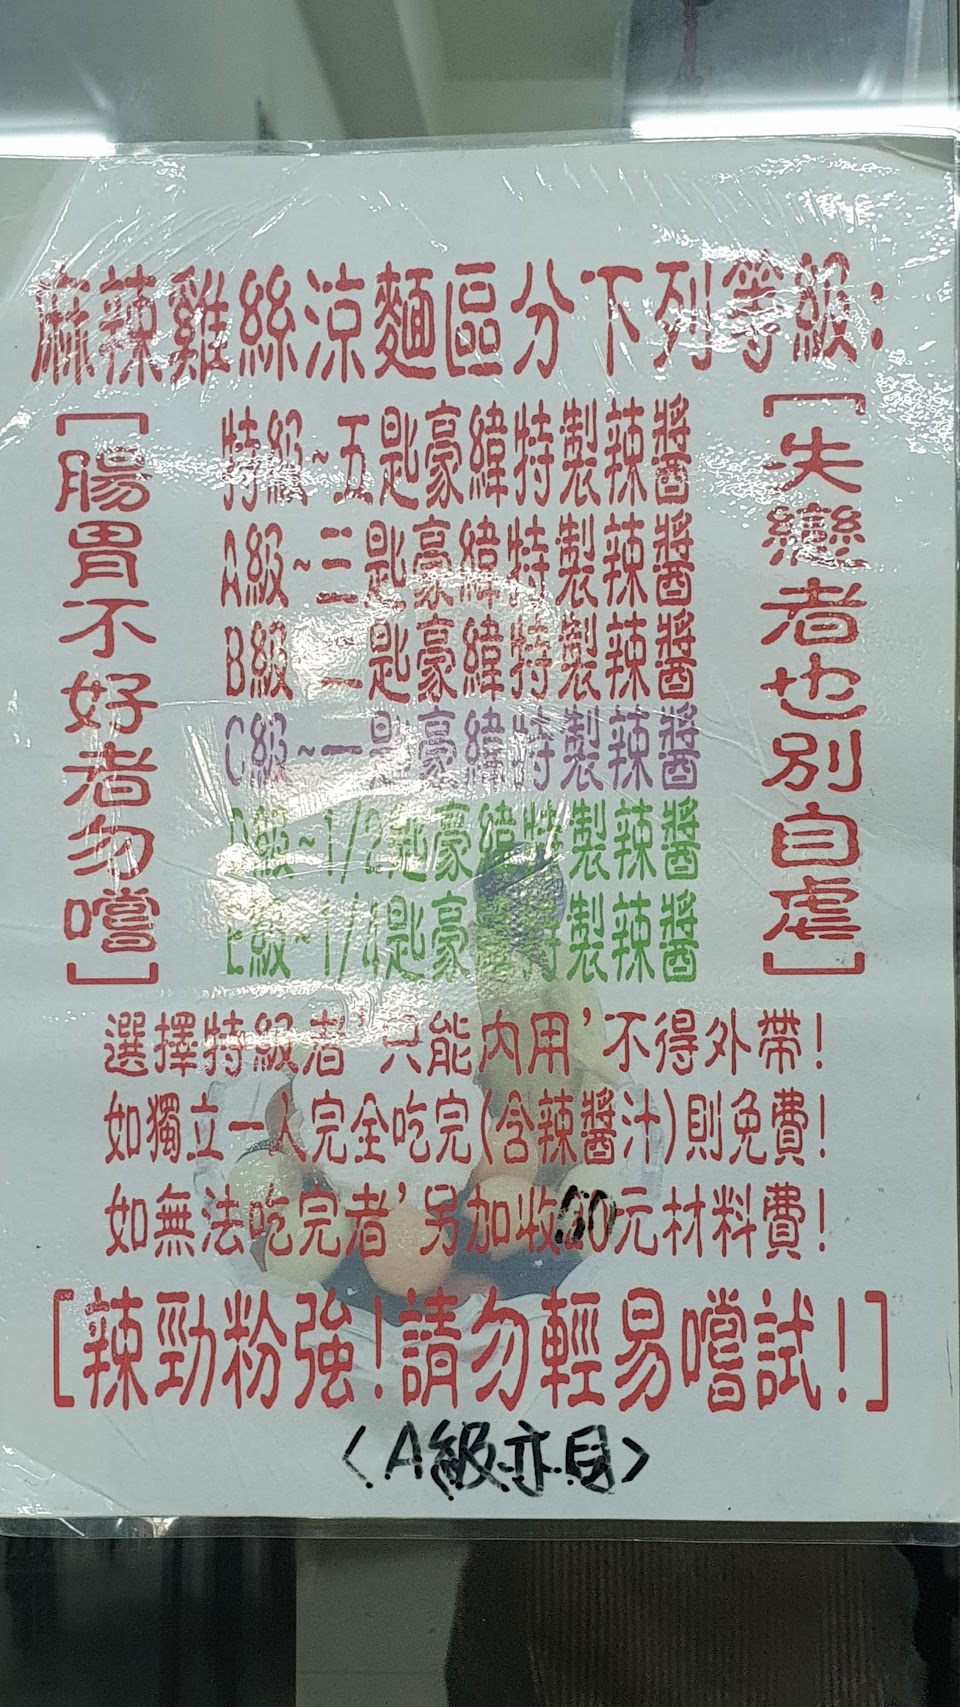 麻辣雞絲涼麵區分下列等級:
[失戀者也別自虐]
特級~五匙豪緯特製辣醬
A級~三匙豪緯特製辣醬
B級~二匙豪緯特製辣醬
C級~一匙豪緯特製辣醬
D級~1/2匙豪緯特製辣醬
E級~1/4匙豪緯特製辣醬
[腸胃不好者勿嚐]
選擇特級者,只能內用,不得外帶!
如獨立一人完全吃完(含辣醬汁)則免費!
如無法吃完者,另加收元材料費!
[辣勁粉強!請勿輕易嚐試!]
<A級亦>